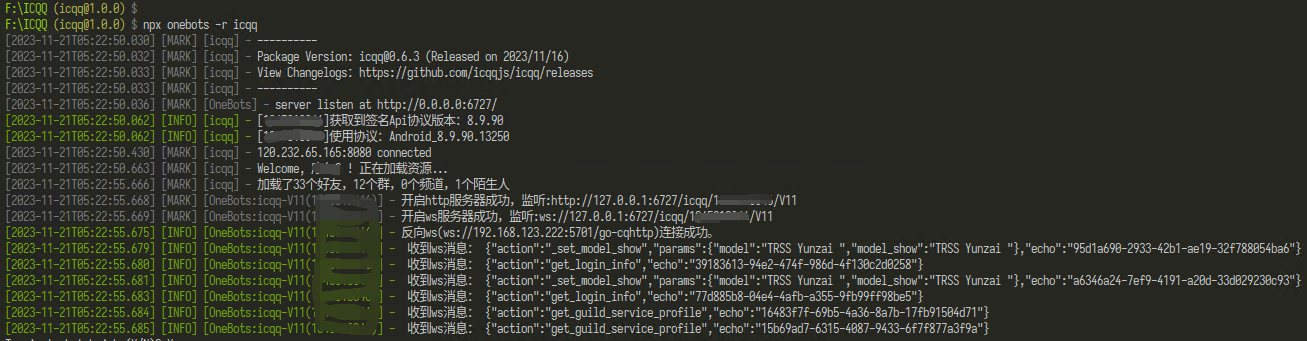 F:\ICQQ (icqq@1.0.0) $
F:\ICQQ (icqq@1.0.0) $ npx onebots -r icqq
[2023-11-21T05:22:50.030] [MARK] [icqq] - ----------
[2023-11-21T05:22:50.032] [MARK] [icqq] - Package Version: icqq@0.6.3 (Released on 2023/11/16)
[2023-11-21T05:22:50.033] [MARK] [icqq] - View Changelogs: https://github.com/icqqjs/icqq/releases
[2023-11-21T05:22:50.033] [MARK] [icqq] - ----------
[2023-11-21T05:22:50.036] [MARK] [OneBots] - server listen at http://0.0.0.0:6727/
[2023-11-21T05:22:50.062] [INFO] [icqq] - [ ]获取到签名Api协议版本: 8.9.90
[2023-11-21T05:22:50.062] [INFO] [icqq] - [ ]使用协议: Android_8.9.90.13250
[2023-11-21T05:22:50.430] [MARK] [icqq] - 120.232.65.165:8080 connected
[2023-11-21T05:22:50.663] [MARK] [icqq] - Welcome, ! 正在加载资源...
[2023-11-21T05:22:55.666] [MARK] [icqq] - 加载了33个好友，12个群，0个频道，1个陌生人
[2023-11-21T05:22:55.668] [MARK] [OneBots:icqq-V11( )] - 开启http服务器成功，监听:http://127.0.0.1:6727/icqq/ /V11
[2023-11-21T05:22:55.669] [MARK] [OneBots:icqq-V11( )] - 开启ws服务器成功，监听:ws://127.0.0.1:6727/icqq/ /V11
[2023-11-21T05:22:55.675] [MARK] [OneBots:icqq-V11( )] - 反向ws(ws://192.168.123.222:5701/go-cqhttp)连接成功。
[2023-11-21T05:22:55.679] [INFO] [OneBots:icqq-V11( )] - 收到ws消息: {"action":"_set_model_show","params":{"model":"TRSS Yunzai ","model_show":"TRSS Yunzai "},"echo":"95d1a690-2933-42b1-ae19-32f788054ba6"}
[2023-11-21T05:22:55.680] [INFO] [OneBots:icqq-V11( )] - 收到ws消息: {"action":"get_login_info","echo":"39183613-94e2-474f-986d-4f130c2d0258"}
[2023-11-21T05:22:55.681] [INFO] [OneBots:icqq-V11( )] - 收到ws消息: {"action":"_set_model_show","params":{"model":"TRSS Yunzai ","model_show":"TRSS Yunzai "},"echo":"a6346a24-7ef9-4191-a20d-33d029230c93"}
[2023-11-21T05:22:55.683] [INFO] [OneBots:icqq-V11( )] - 收到ws消息: {"action":"get_login_info","echo":"77d885b8-04e4-4afb-a355-9fb99ff98be5"}
[2023-11-21T05:22:55.684] [INFO] [OneBots:icqq-V11( )] - 收到ws消息: {"action":"get_guild_service_profile","echo":"16483f7f-69b5-4a36-8a7b-17fb91504d71"}
[2023-11-21T05:22:55.685] [INFO] [OneBots:icqq-V11( )] - 收到ws消息: {"action":"get_guild_service_profile","echo":"15b69ad7-6315-4087-9433-6f7f877a3f9a"}